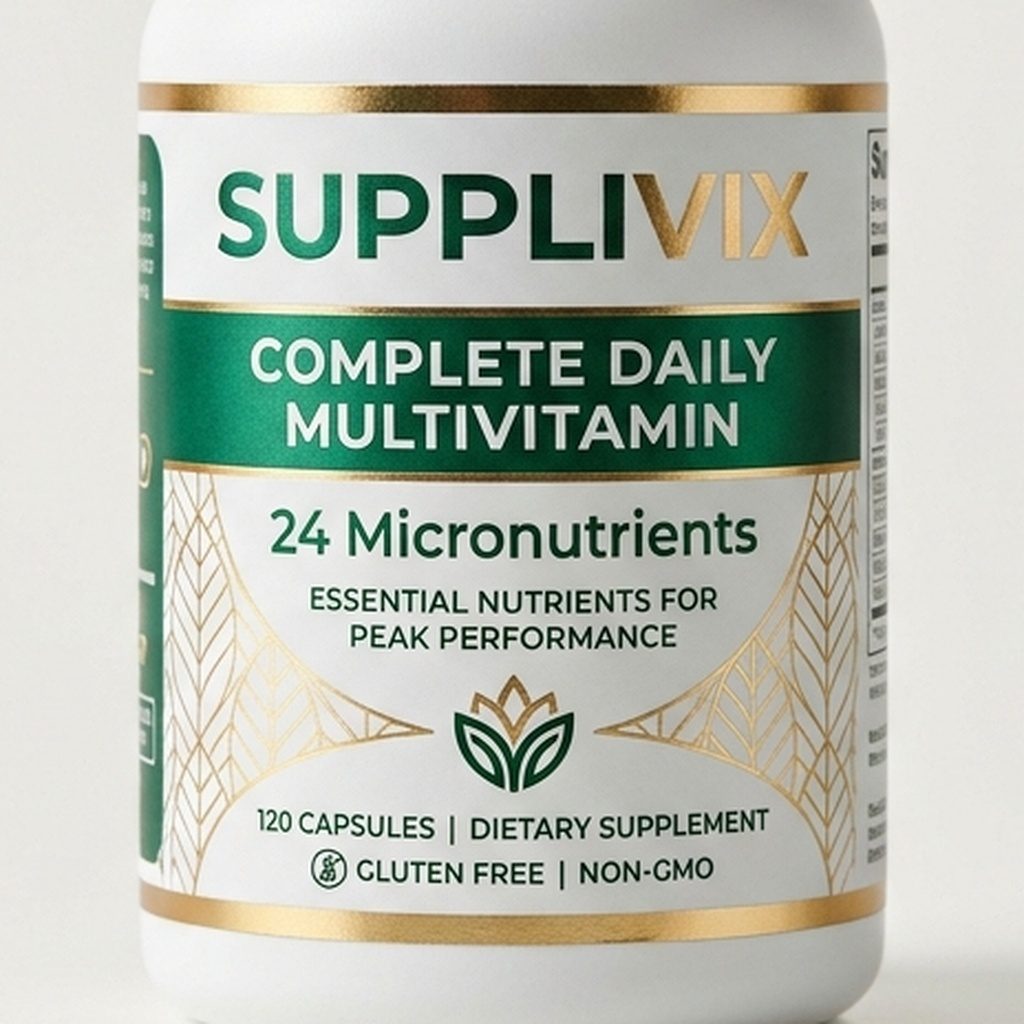 SUPPLIVIX
COMPLETE DAILY
MULTIVITAMIN
24 Micronutrients
ESSENTIAL NUTRIENTS FOR
PEAK PERFORMANCE
120 CAPSULES | DIETARY SUPPLEMENT
GLUTEN FREE | NON-GMO